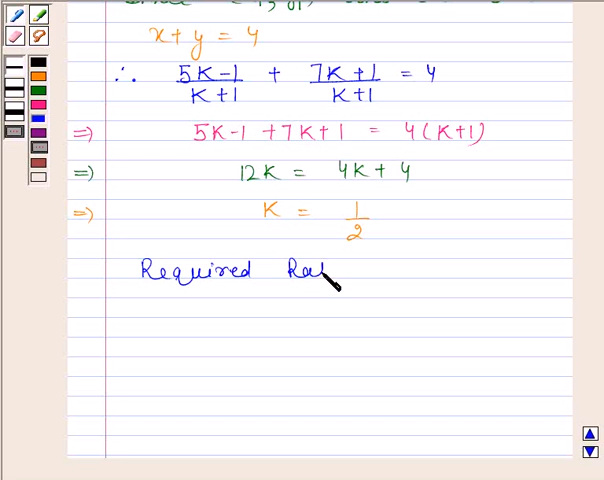 x + y = 4
∴ (5K-1)/(K+1) + (7K+1)/(K+1) = 4
⇒ 5K-1 + 7K+1 = 4(K+1)
⇒ 12K = 4K + 4
⇒ K = 1/2
Required Rat